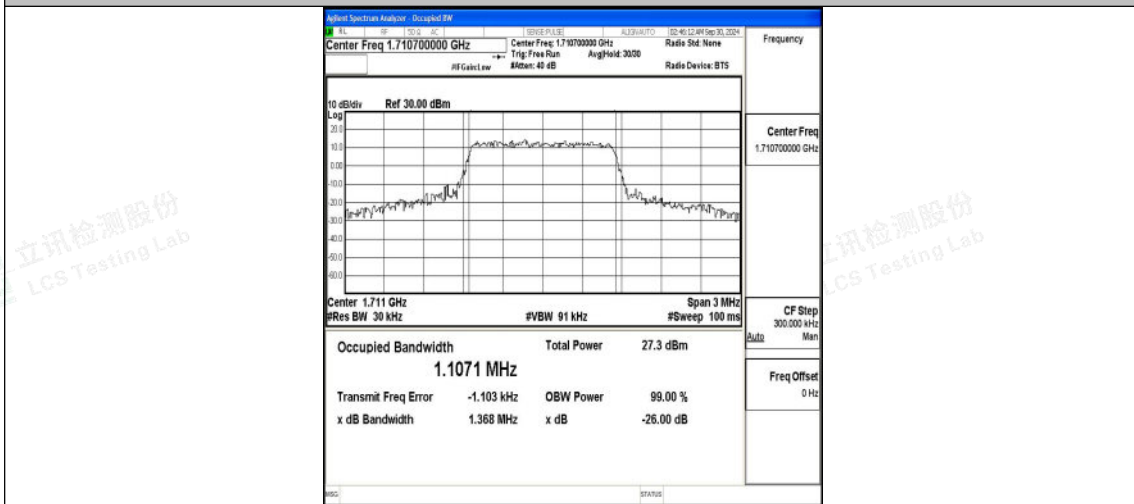 Agilent Spectrum Analyzer - Occupied BW
RL RF 50 Ω AC SENSE:PULSE ALIGNAUTO 02:46:12 AM Sep 30, 2024
Center Freq 1.710700000 GHz
Center Freq: 1.710700000 GHz
Radio Std: None
Trig: Free Run Avg|Hold: 30/30
#IFGain:Low #Atten: 40 dB Radio Device: BTS
Frequency
10 dB/div Ref 30.00 dBm
Log
20.0
10.0
0.00
-10.0
-20.0
-30.0
-40.0
-50.0
-60.0
Center 1.711 GHz Span 3 MHz
#Res BW 30 kHz #VBW 91 kHz #Sweep 100 ms
Occupied Bandwidth Total Power 27.3 dBm
1.1071 MHz
Transmit Freq Error -1.103 kHz OBW Power 99.00 %
x dB Bandwidth 1.368 MHz x dB -26.00 dB
Center Freq
1.710700000 GHz
CF Step
300.000 kHz
Auto Man
Freq Offset
0 Hz
MSG STATUS
立讯检测股份
LCS Testing Lab
立讯检测股份
LCS Testing Lab